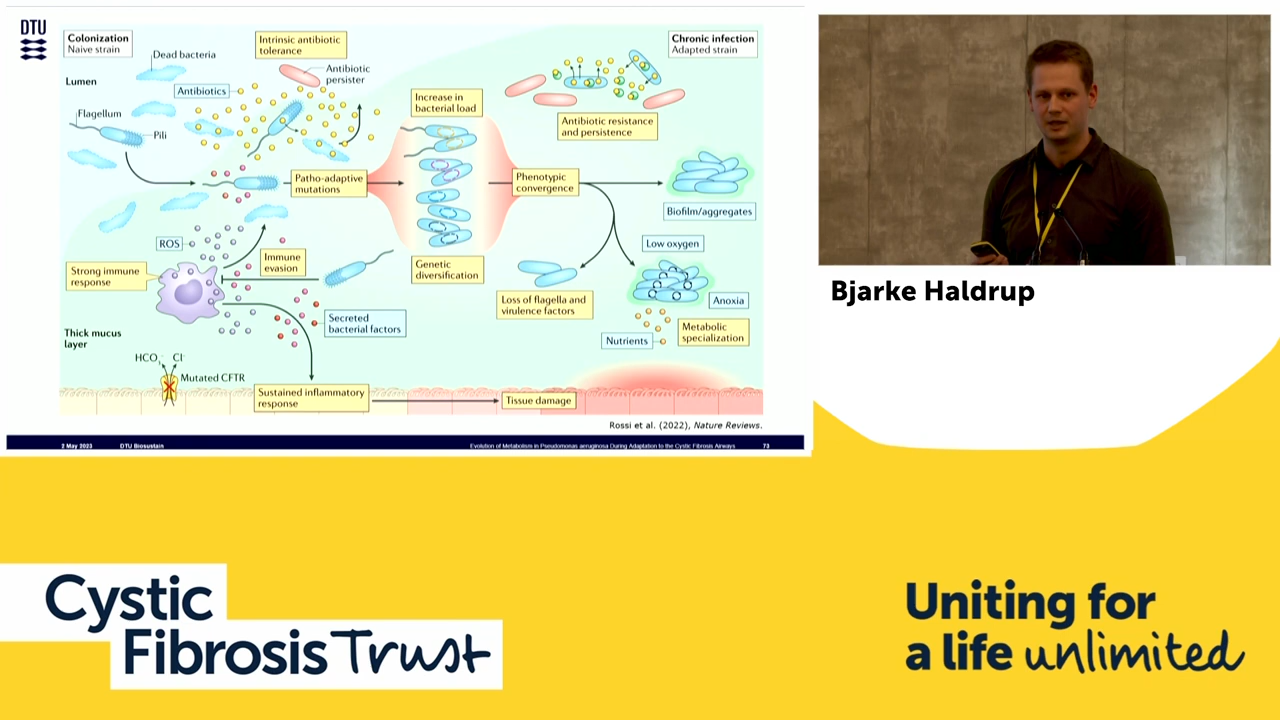 DTU
Colonization
Naive strain
Lumen
Dead bacteria
Intrinsic antibiotic
tolerance
Antibiotic
persister
Antibiotics
Flagellum
Pili
Increase in
bacterial load
Chronic infection
Adapted strain
Antibiotic resistance
and persistence
Patho-adaptive
mutations
Phenotypic
convergence
Biofilm/aggregates
ROS
Immune
evasion
Strong immune
response
Genetic
diversification
Low oxygen
Loss of flagella and
virulence factors
Anoxia
Secreted
bacterial factors
Metabolic
specialization
Nutrients
Thick mucus
layer
HCO3- Cl-
Mutated CFTR
Sustained inflammatory
response
Tissue damage
Rossi et al. (2022), Nature Reviews.
2 May 2023 DTU Biosustain Evolution of Metabolism in Pseudomonas aeruginosa During Adaptation to the Cystic Fibrosis Airways 73
Bjarke Haldrup
Cystic
Fibrosis Trust
Uniting for
a life unlimited